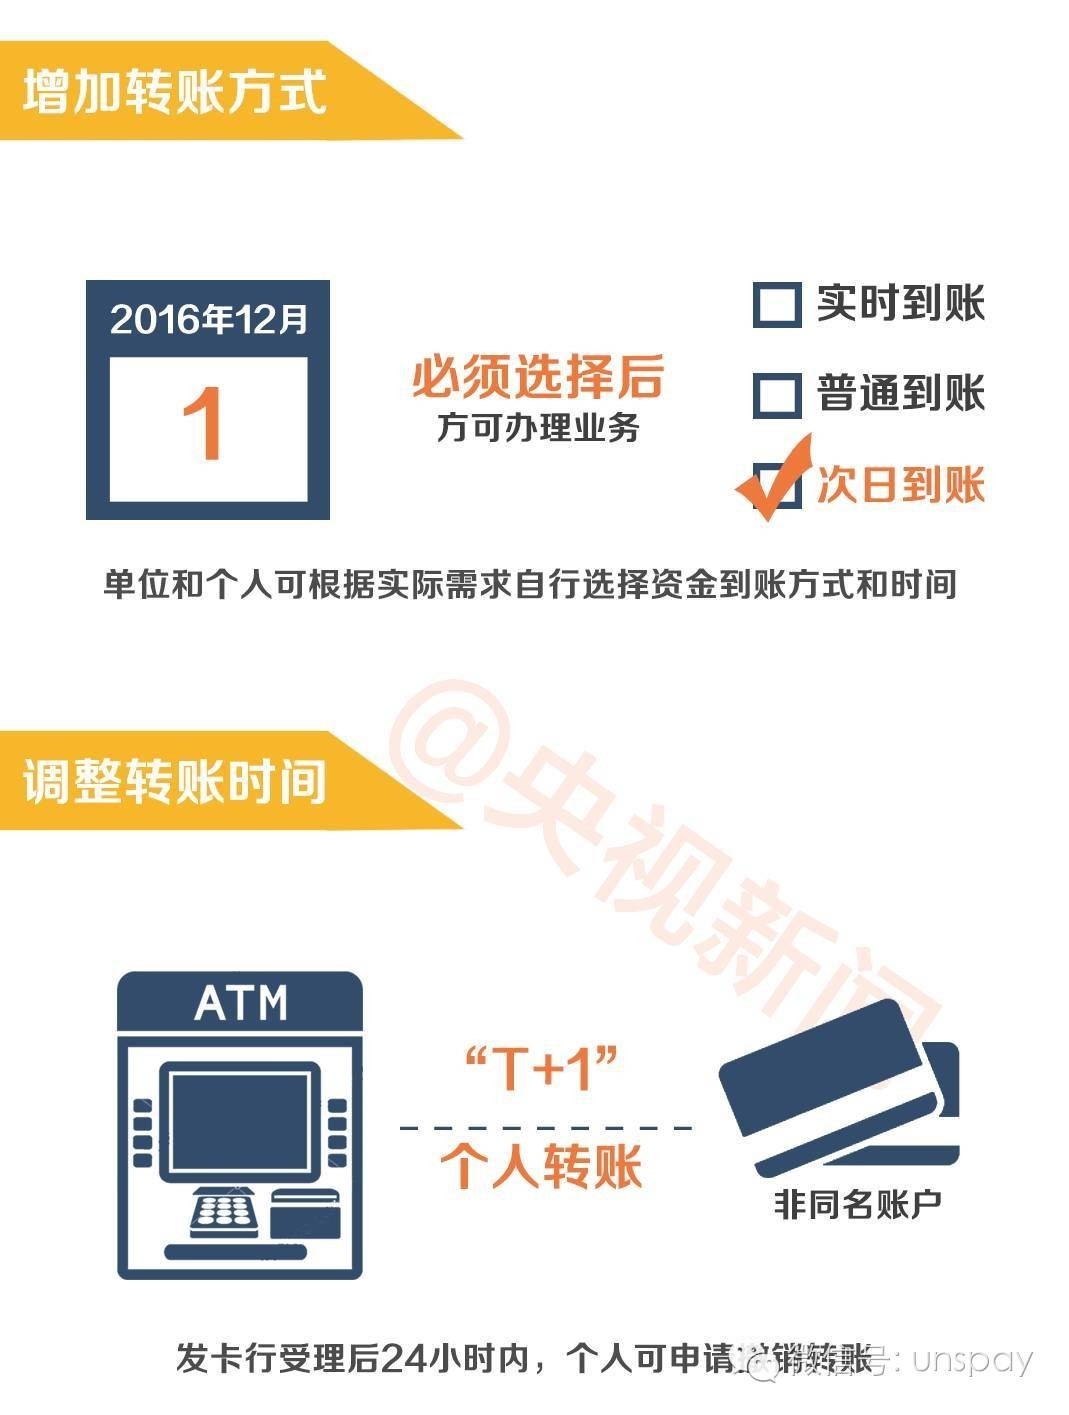 增加转账方式
2016年12月
1
必须选择后
方可办理业务
实时到账
普通到账
次日到账
单位和个人可根据实际需求自行选择资金到账方式和时间
@央视新闻
调整转账时间
ATM
“T+1”
个人转账
非同名账户
发卡行受理后24小时内，个人可申请撤销转账
微信号: unspay